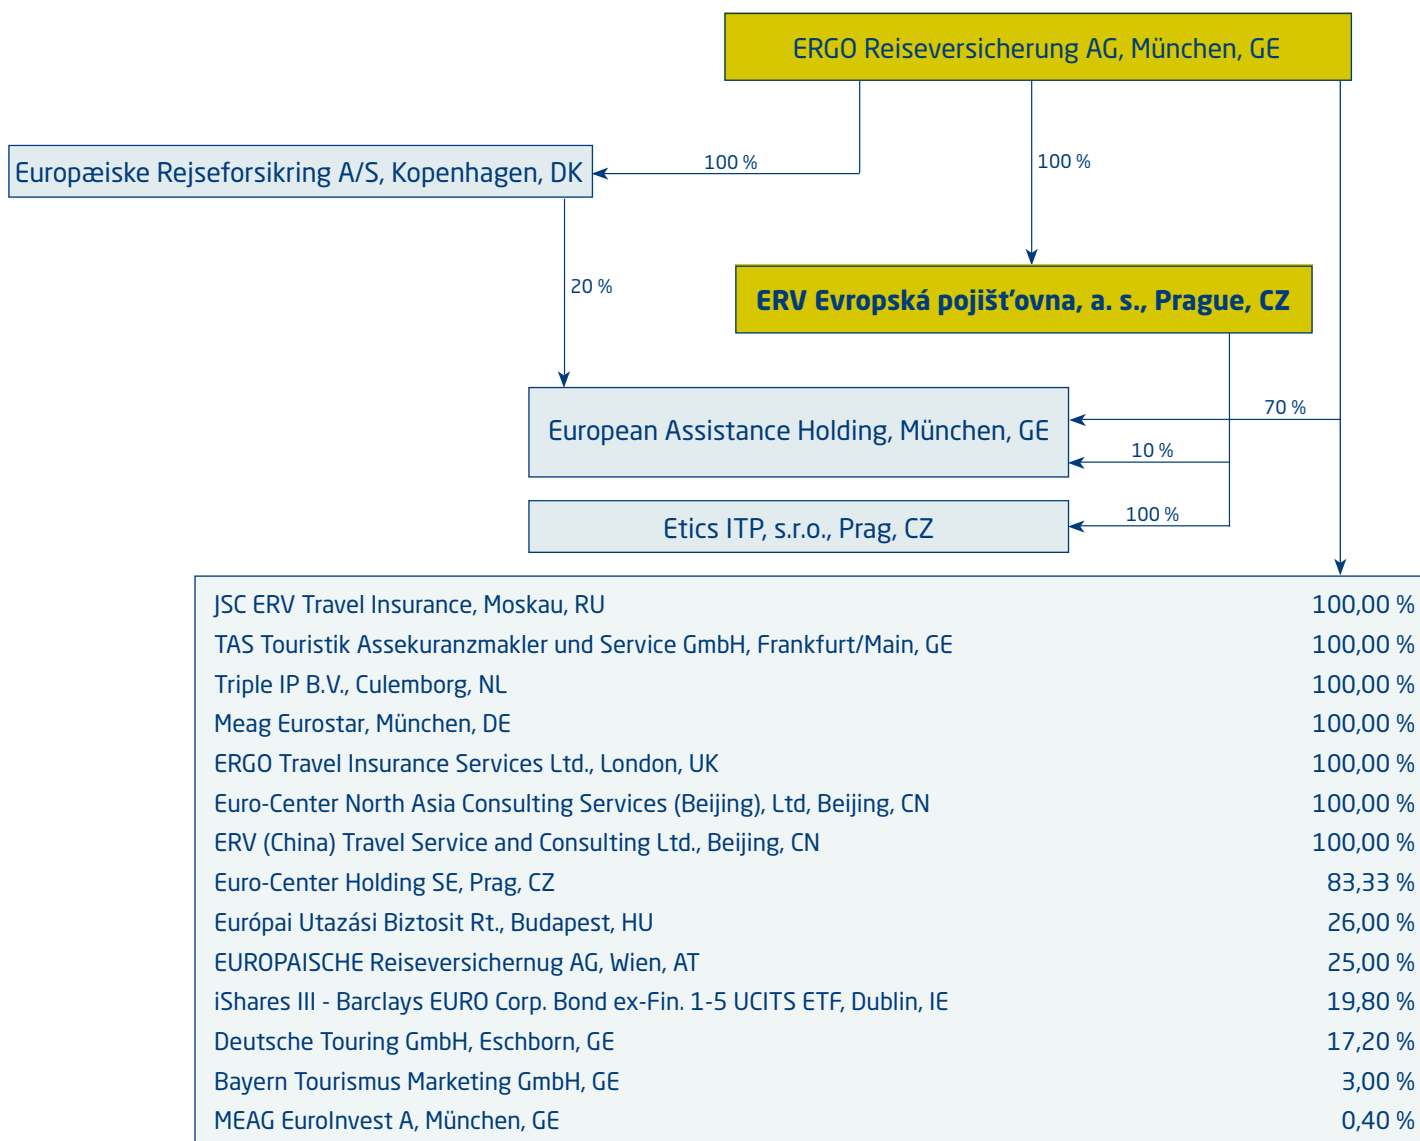 ERGO Reiseversicherung AG, München, GE
Europæiske Rejseforsikring A/S, Kopenhagen, DK
100 %
100 %
20 %
ERV Evropská pojišťovna, a. s., Prague, CZ
European Assistance Holding, München, GE
70 %
10 %
Etics ITP, s.r.o., Prag, CZ
100 %
JSC ERV Travel Insurance, Moskau, RU 100,00 %
TAS Touristik Assekuranzmakler und Service GmbH, Frankfurt/Main, GE 100,00 %
Triple IP B.V., Culemborg, NL 100,00 %
Meag Eurostar, München, DE 100,00 %
ERGO Travel Insurance Services Ltd., London, UK 100,00 %
Euro-Center North Asia Consulting Services (Beijing), Ltd, Beijing, CN 100,00 %
ERV (China) Travel Service and Consulting Ltd., Beijing, CN 100,00 %
Euro-Center Holding SE, Prag, CZ 83,33 %
Európai Utazási Biztosit Rt., Budapest, HU 26,00 %
EUROPAISCHE Reiseversichernug AG, Wien, AT 25,00 %
iShares III - Barclays EURO Corp. Bond ex-Fin. 1-5 UCITS ETF, Dublin, IE 19,80 %
Deutsche Touring GmbH, Eschborn, GE 17,20 %
Bayern Tourismus Marketing GmbH, GE 3,00 %
MEAG EuroInvest A, München, GE 0,40 %